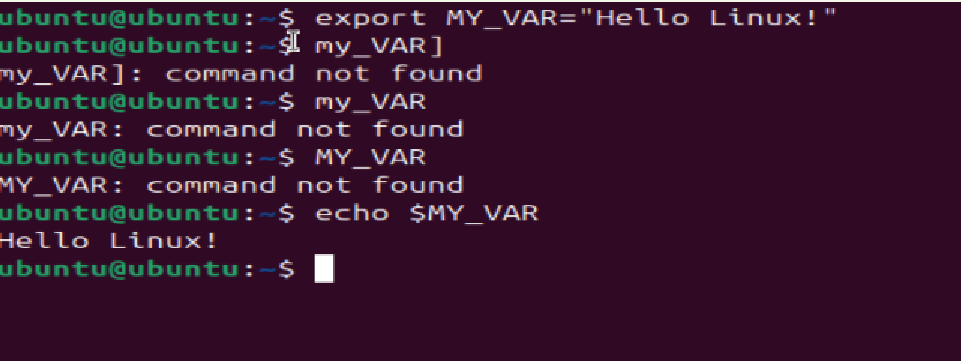 ubuntu@ubuntu:~$ export MY_VAR="Hello Linux!"
ubuntu@ubuntu:~$ my_VAR]
my_VAR]: command not found
ubuntu@ubuntu:~$ my_VAR
my_VAR: command not found
ubuntu@ubuntu:~$ MY_VAR
MY_VAR: command not found
ubuntu@ubuntu:~$ echo $MY_VAR
Hello Linux!
ubuntu@ubuntu:~$